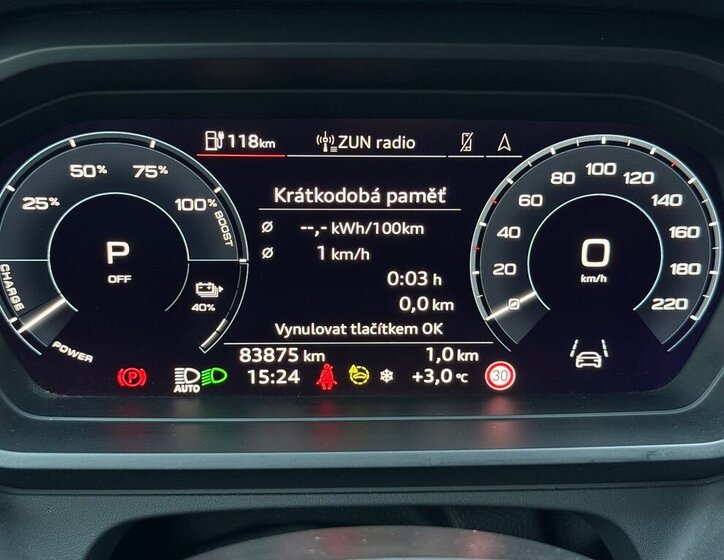 118km
ZUN radio
Krátkodobá paměť
ø --,- kWh/100km
ø 1 km/h
0:03 h
0,0 km
Vynulovat tlačítkem OK
83875 km 1,0 km
15:24 +3,0 °C
25% 50% 75% 100%
BOOST
CHARGE
POWER
P
OFF
40%
0 20 40 60 80 100 120 140 160 180 220
0
km/h
P
AUTO
30